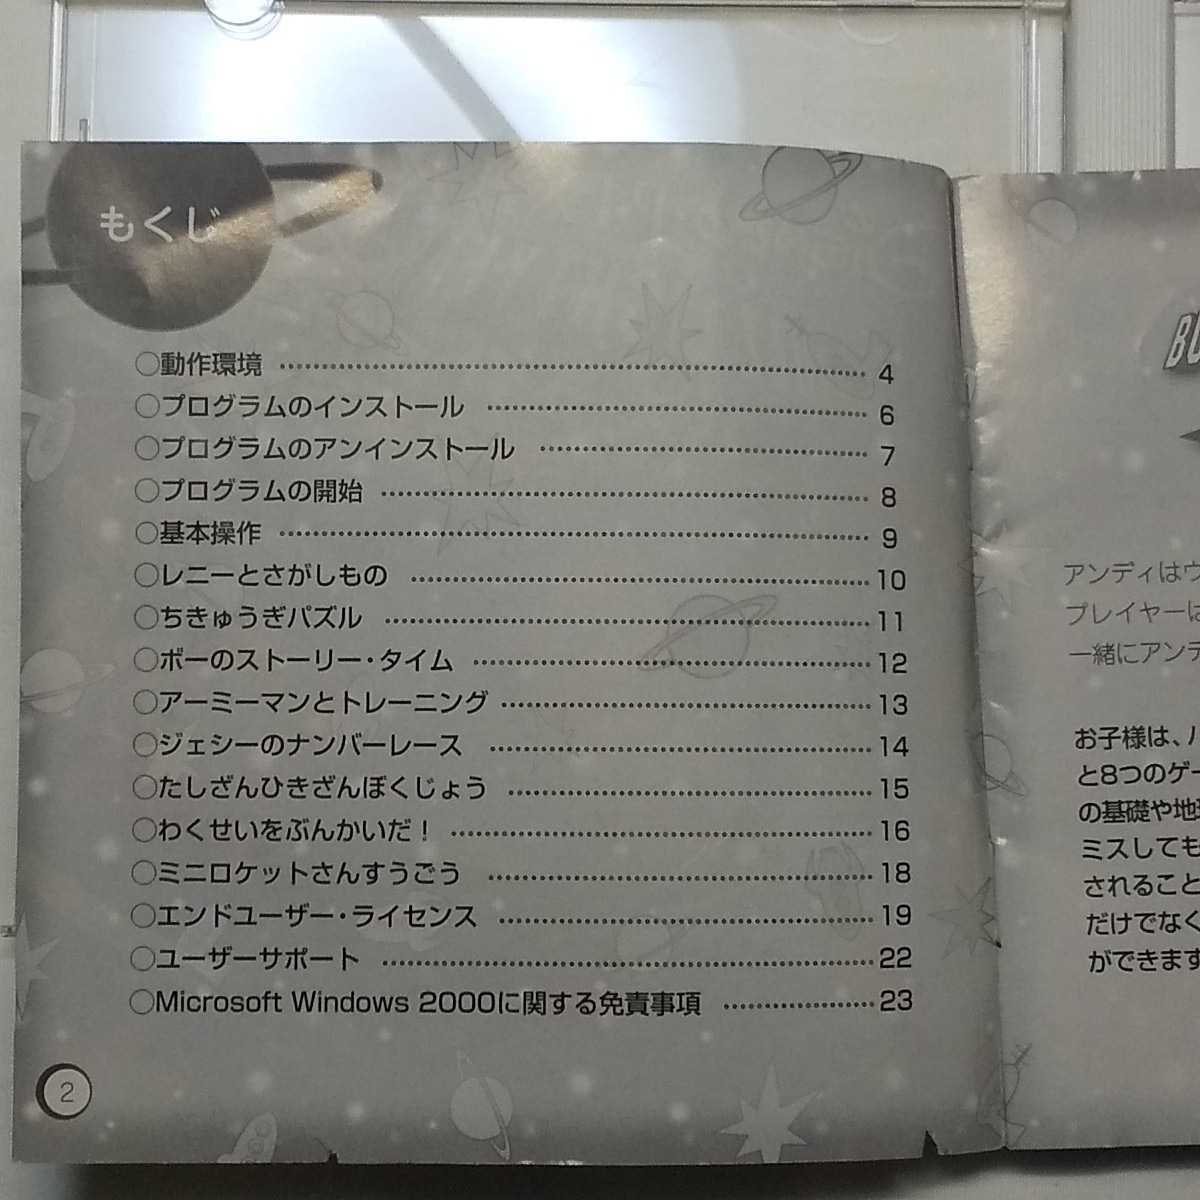 もくじ
○動作環境 4
○プログラムのインストール 6
○プログラムのアンインストール 7
○プログラムの開始 8
○基本操作 9
○レニーとさがしもの 10
○ちきゅうぎパズル 11
○ボーのストーリー・タイム 12
○アーミーマンとトレーニング 13
○ジェシーのナンバーレース 14
○たしざんひきざんぼくじょう 15
○わくせいをぶんかいだ！ 16
○ミニロケットさんすうごう 18
○エンドユーザー・ライセンス 19
○ユーザーサポート 22
○Microsoft Windows 2000に関する免責事項 23
2
アンディはウ
プレイヤーは
一緒にアンデ
お子様は、
と8つのゲー
の基礎や地
ミスしても
されること
だけでなく
ができます